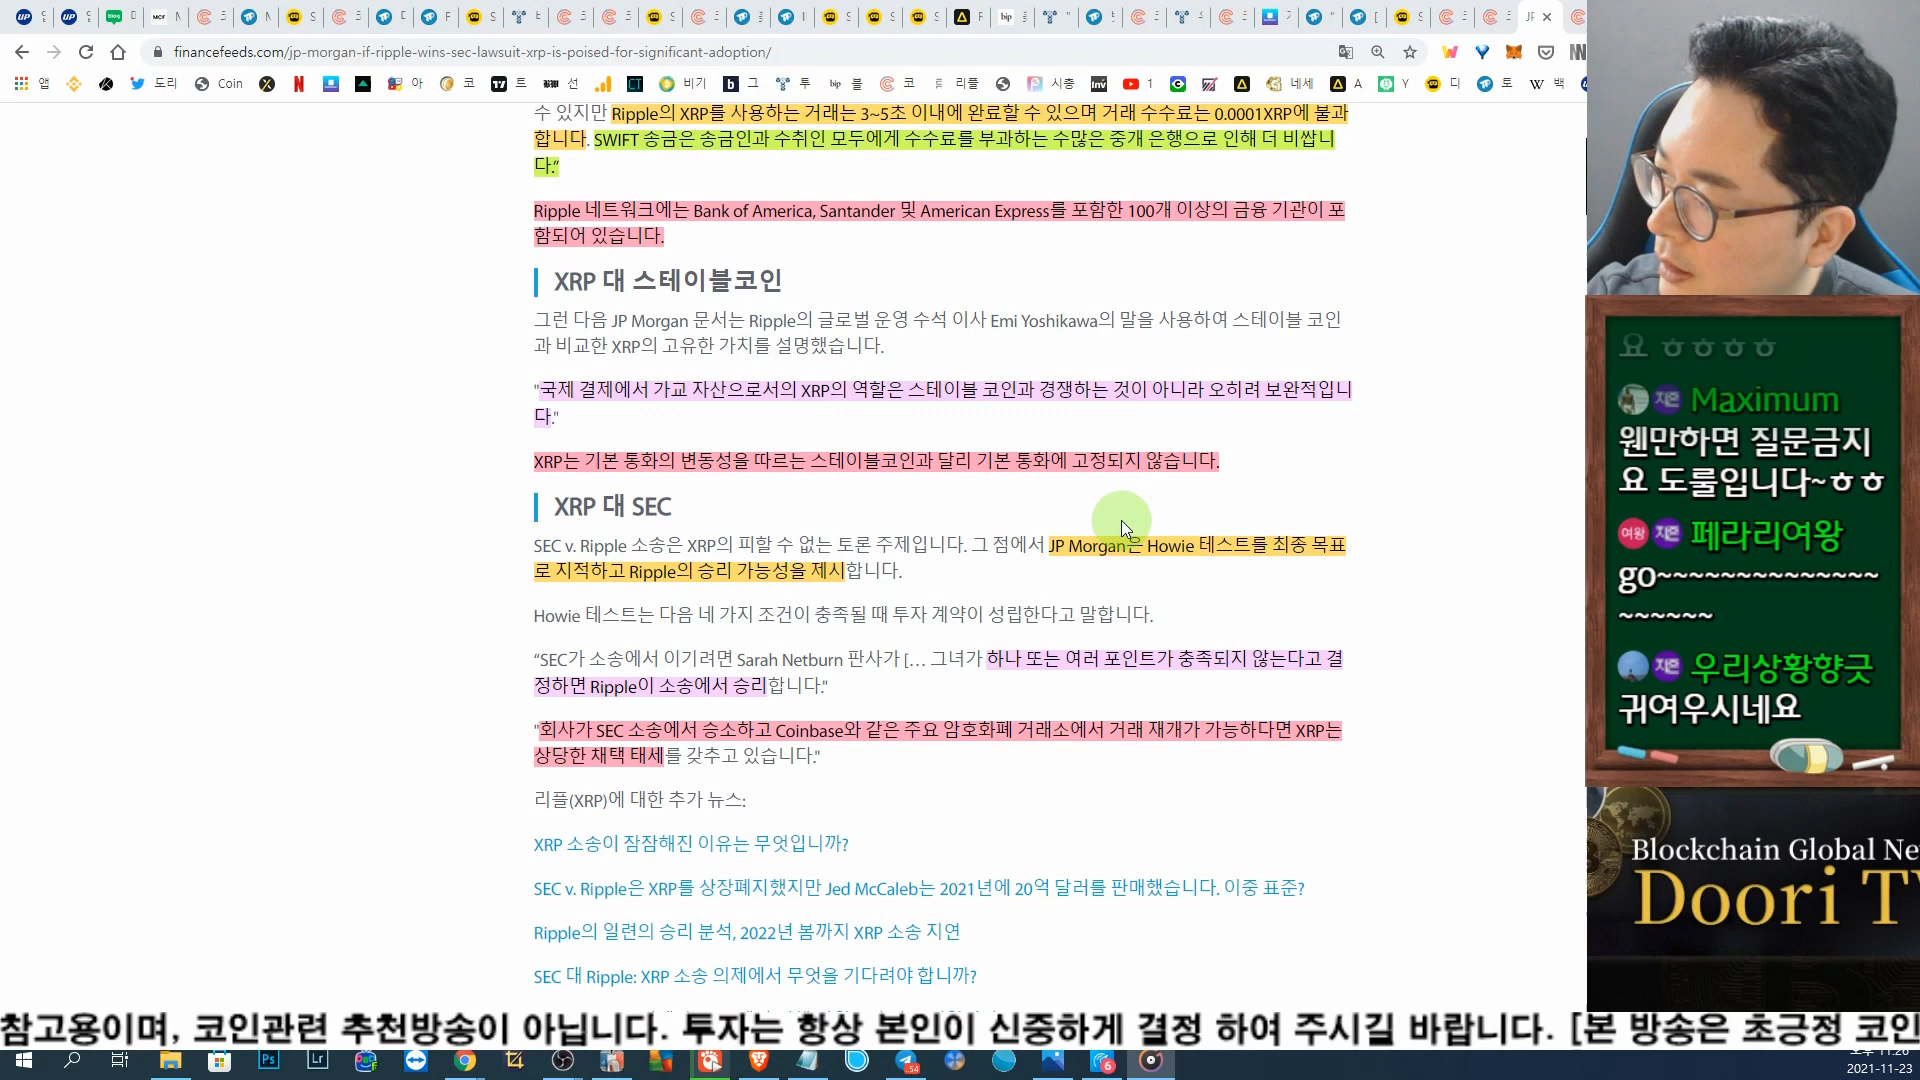 financefeeds.com/jp-morgan-if-ripple-wins-sec-lawsuit-xrp-is-poised-for-significant-adoption/
앱
도리
Coin
아
코
트
선
비기
그
투
블
코
리플
시총
1
네세
A
Y
디
토
백
수 있지만 Ripple의 XRP를 사용하는 거래는 3~5초 이내에 완료할 수 있으며 거래 수수료는 0.0001XRP에 불과
합니다. SWIFT 송금은 송금인과 수취인 모두에게 수수료를 부과하는 수많은 중개 은행으로 인해 더 비쌉니
다."
Ripple 네트워크에는 Bank of America, Santander 및 American Express를 포함한 100개 이상의 금융 기관이 포
함되어 있습니다.
XRP 대 스테이블코인
그런 다음 JP Morgan 문서는 Ripple의 글로벌 운영 수석 이사 Emi Yoshikawa의 말을 사용하여 스테이블 코인
과 비교한 XRP의 고유한 가치를 설명했습니다.
"국제 결제에서 가교 자산으로서의 XRP의 역할은 스테이블 코인과 경쟁하는 것이 아니라 오히려 보완적입니
다."
XRP는 기본 통화의 변동성을 따르는 스테이블코인과 달리 기본 통화에 고정되지 않습니다.
XRP 대 SEC
SEC v. Ripple 소송은 XRP의 피할 수 없는 토론 주제입니다. 그 점에서 JP Morgan은 Howie 테스트를 최종 목표
로 지적하고 Ripple의 승리 가능성을 제시합니다.
Howie 테스트는 다음 네 가지 조건이 충족될 때 투자 계약이 성립한다고 말합니다.
“SEC가 소송에서 이기려면 Sarah Netburn 판사가 [… 그녀가 하나 또는 여러 포인트가 충족되지 않는다고 결
정하면 Ripple이 소송에서 승리합니다."
"회사가 SEC 소송에서 승소하고 Coinbase와 같은 주요 암호화폐 거래소에서 거래 재개가 가능하다면 XRP는
상당한 채택 태세를 갖추고 있습니다."
리플(XRP)에 대한 추가 뉴스:
XRP 소송이 잠잠해진 이유는 무엇입니까?
SEC v. Ripple은 XRP를 상장폐지했지만 Jed McCaleb는 2021년에 20억 달러를 판매했습니다. 이중 표준?
Ripple의 일련의 승리 분석, 2022년 봄까지 XRP 소송 지연
SEC 대 Ripple: XRP 소송 의제에서 무엇을 기다려야 합니까?
요 ㅎㅎㅎㅎ
Maximum
웬만하면 질문금지
요 도룰입니다~ㅎㅎ
페라리여왕
go~~~~~~~~~~~~~~
~~~~~~
우리상황향긋
귀여우시네요
Blockchain Global Ne
Doori T
참고용이며, 코인관련 추천방송이 아닙니다. 투자는 항상 본인이 신중하게 결정 하여 주시길 바랍니다. [본 방송은 초긍정 코인
오후 11:26
2021-11-23